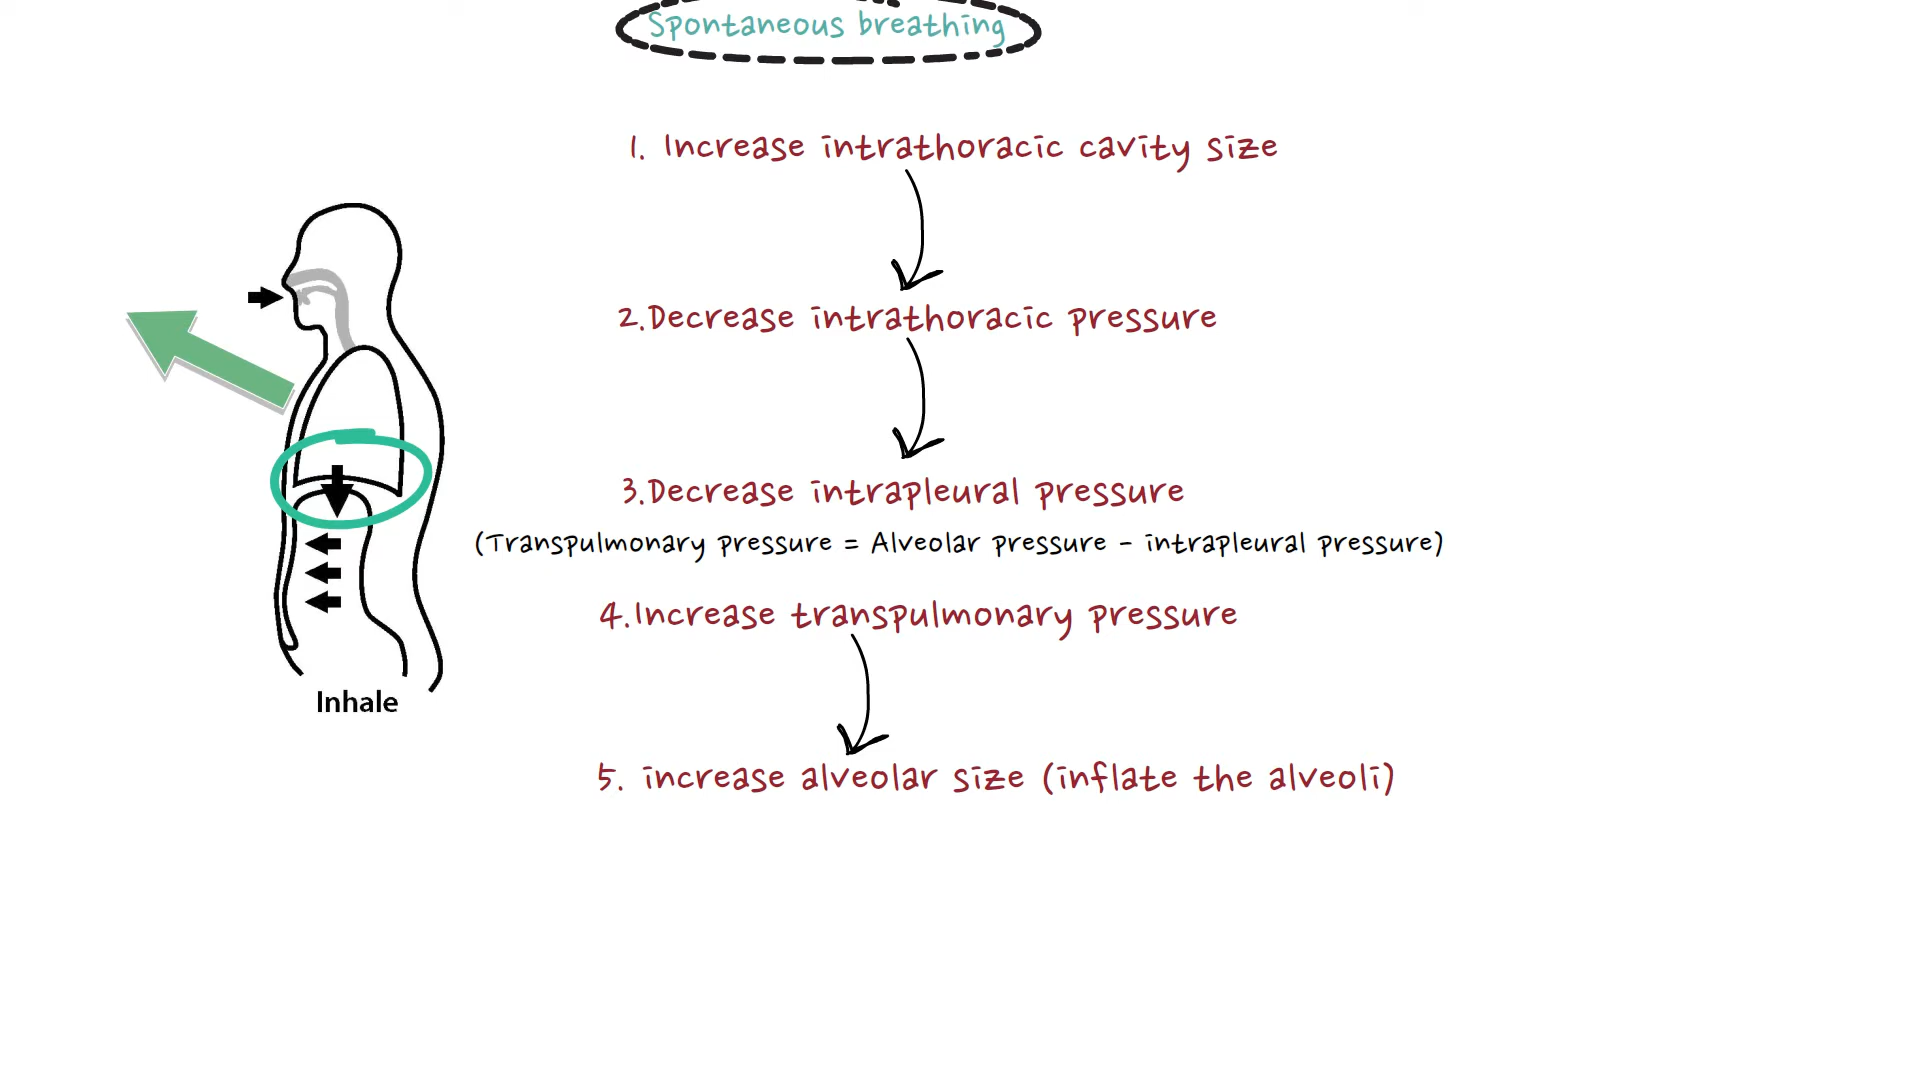 Spontaneous breathing
1. Increase intrathoracic cavity size
2.Decrease intrathoracic pressure
3.Decrease intrapleural pressure
(Transpulmonary pressure = Alveolar pressure - intrapleural pressure)
4.Increase transpulmonary pressure
5. increase alveolar size (inflate the alveoli)
Inhale